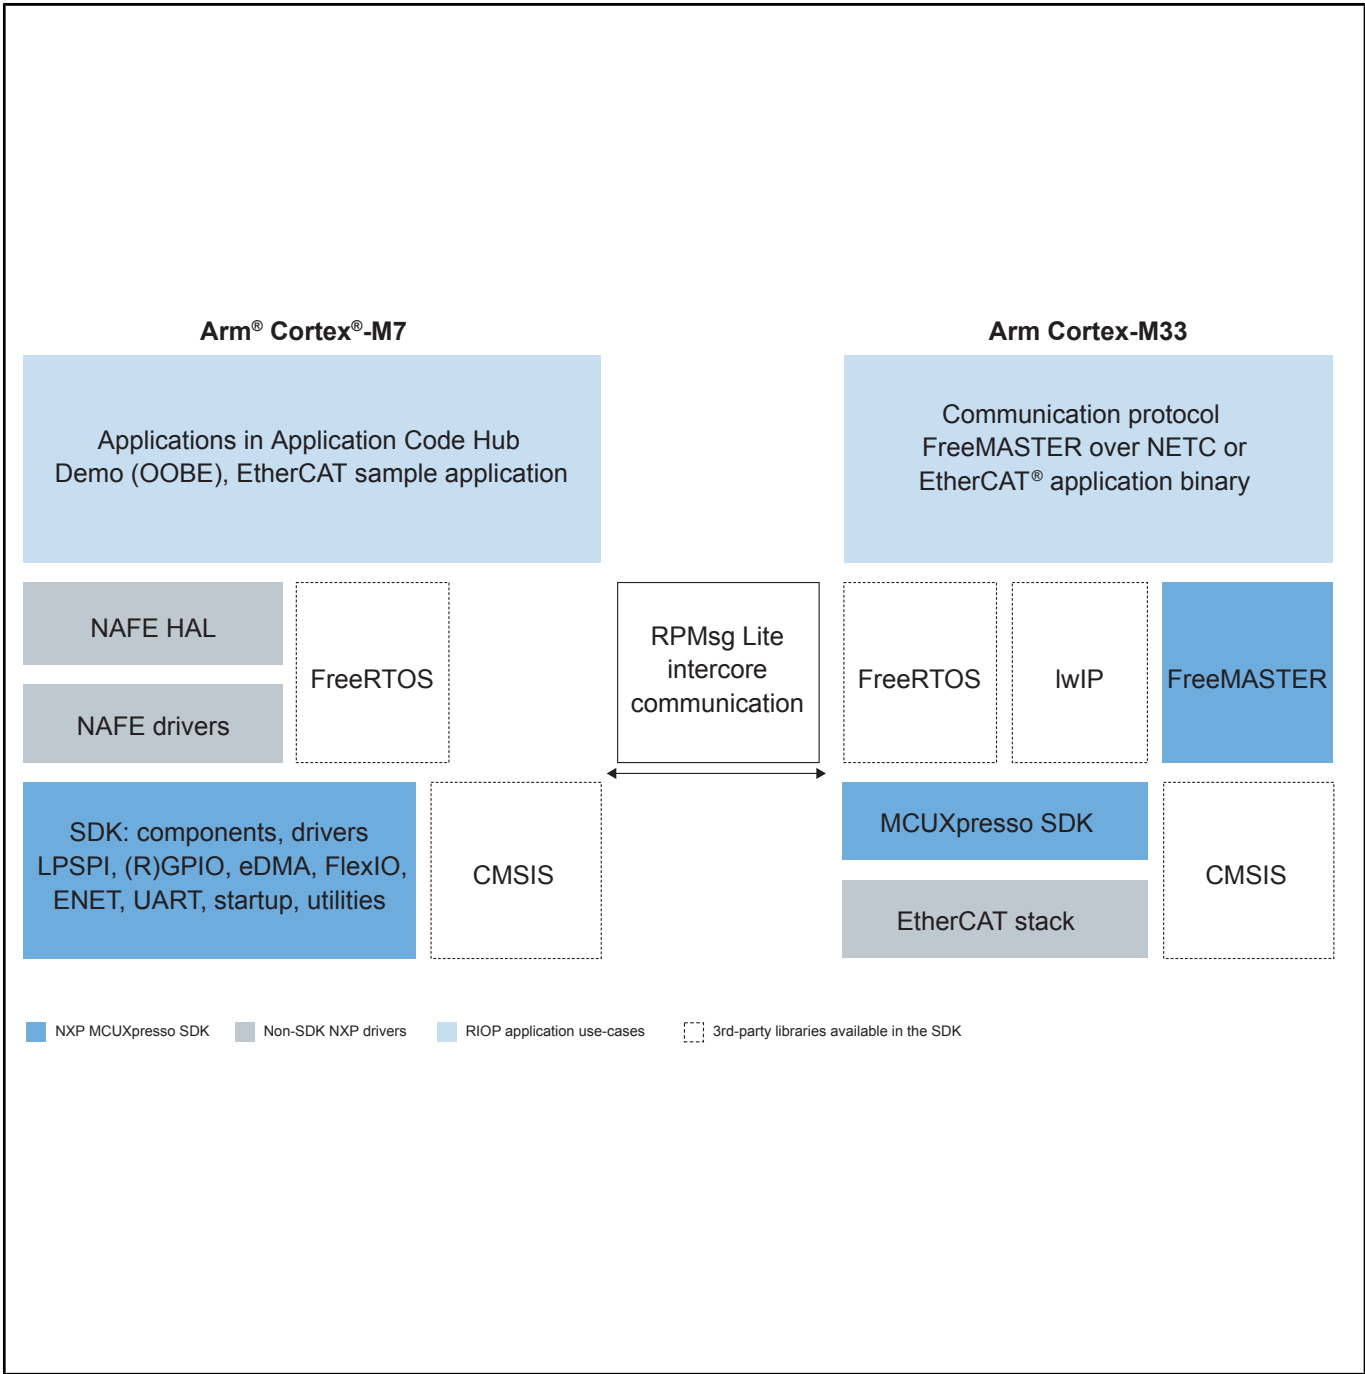 Arm® Cortex®-M7
Applications in Application Code Hub
Demo (OOBE), EtherCAT sample application
NAFE HAL
NAFE drivers
FreeRTOS
SDK: components, drivers
LPSPI, (R)GPIO, eDMA, FlexIO,
ENET, UART, startup, utilities
CMSIS
RPMsg Lite
intercore
communication
Arm Cortex-M33
Communication protocol
FreeMASTER over NETC or
EtherCAT® application binary
FreeRTOS
lwIP
FreeMASTER
MCUXpresso SDK
EtherCAT stack
CMSIS
NXP MCUXpresso SDK
Non-SDK NXP drivers
RIOP application use-cases
3rd-party libraries available in the SDK